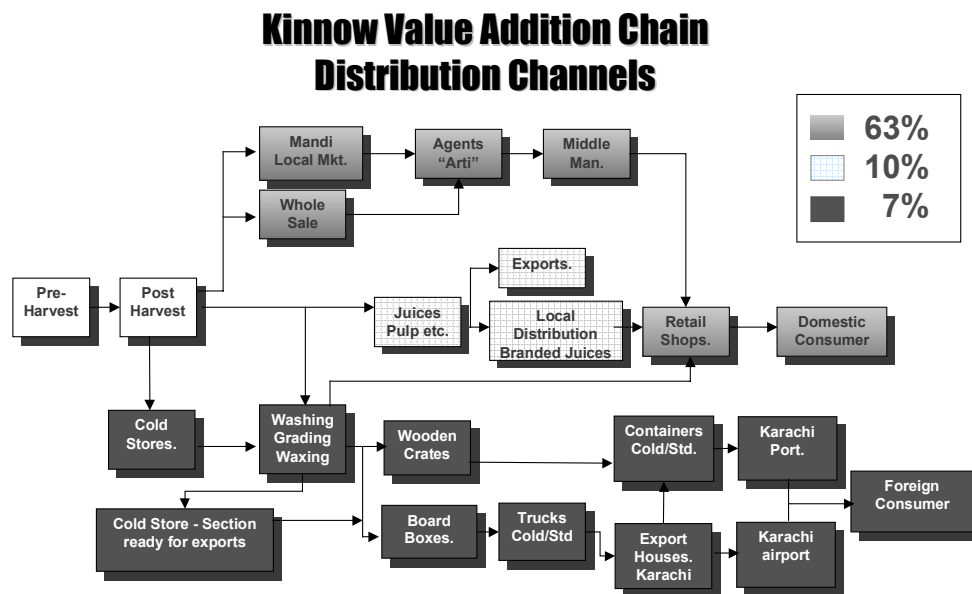 Kinnow Value Addition Chain
Distribution Channels
63%
10%
7%
Mandi
Local Mkt.
Agents
“Arti”
Middle
Man.
Whole
Sale
Exports.
Pre-
Harvest
Post
Harvest
Juices
Pulp etc.
Local
Distribution
Branded Juices
Retail
Shops.
Domestic
Consumer
Cold
Stores.
Washing
Grading
Waxing
Wooden
Crates
Containers
Cold/Std.
Karachi
Port.
Foreign
Consumer
Cold Store - Section
ready for exports
Board
Boxes.
Trucks
Cold/Std
Export
Houses.
Karachi
Karachi
airport